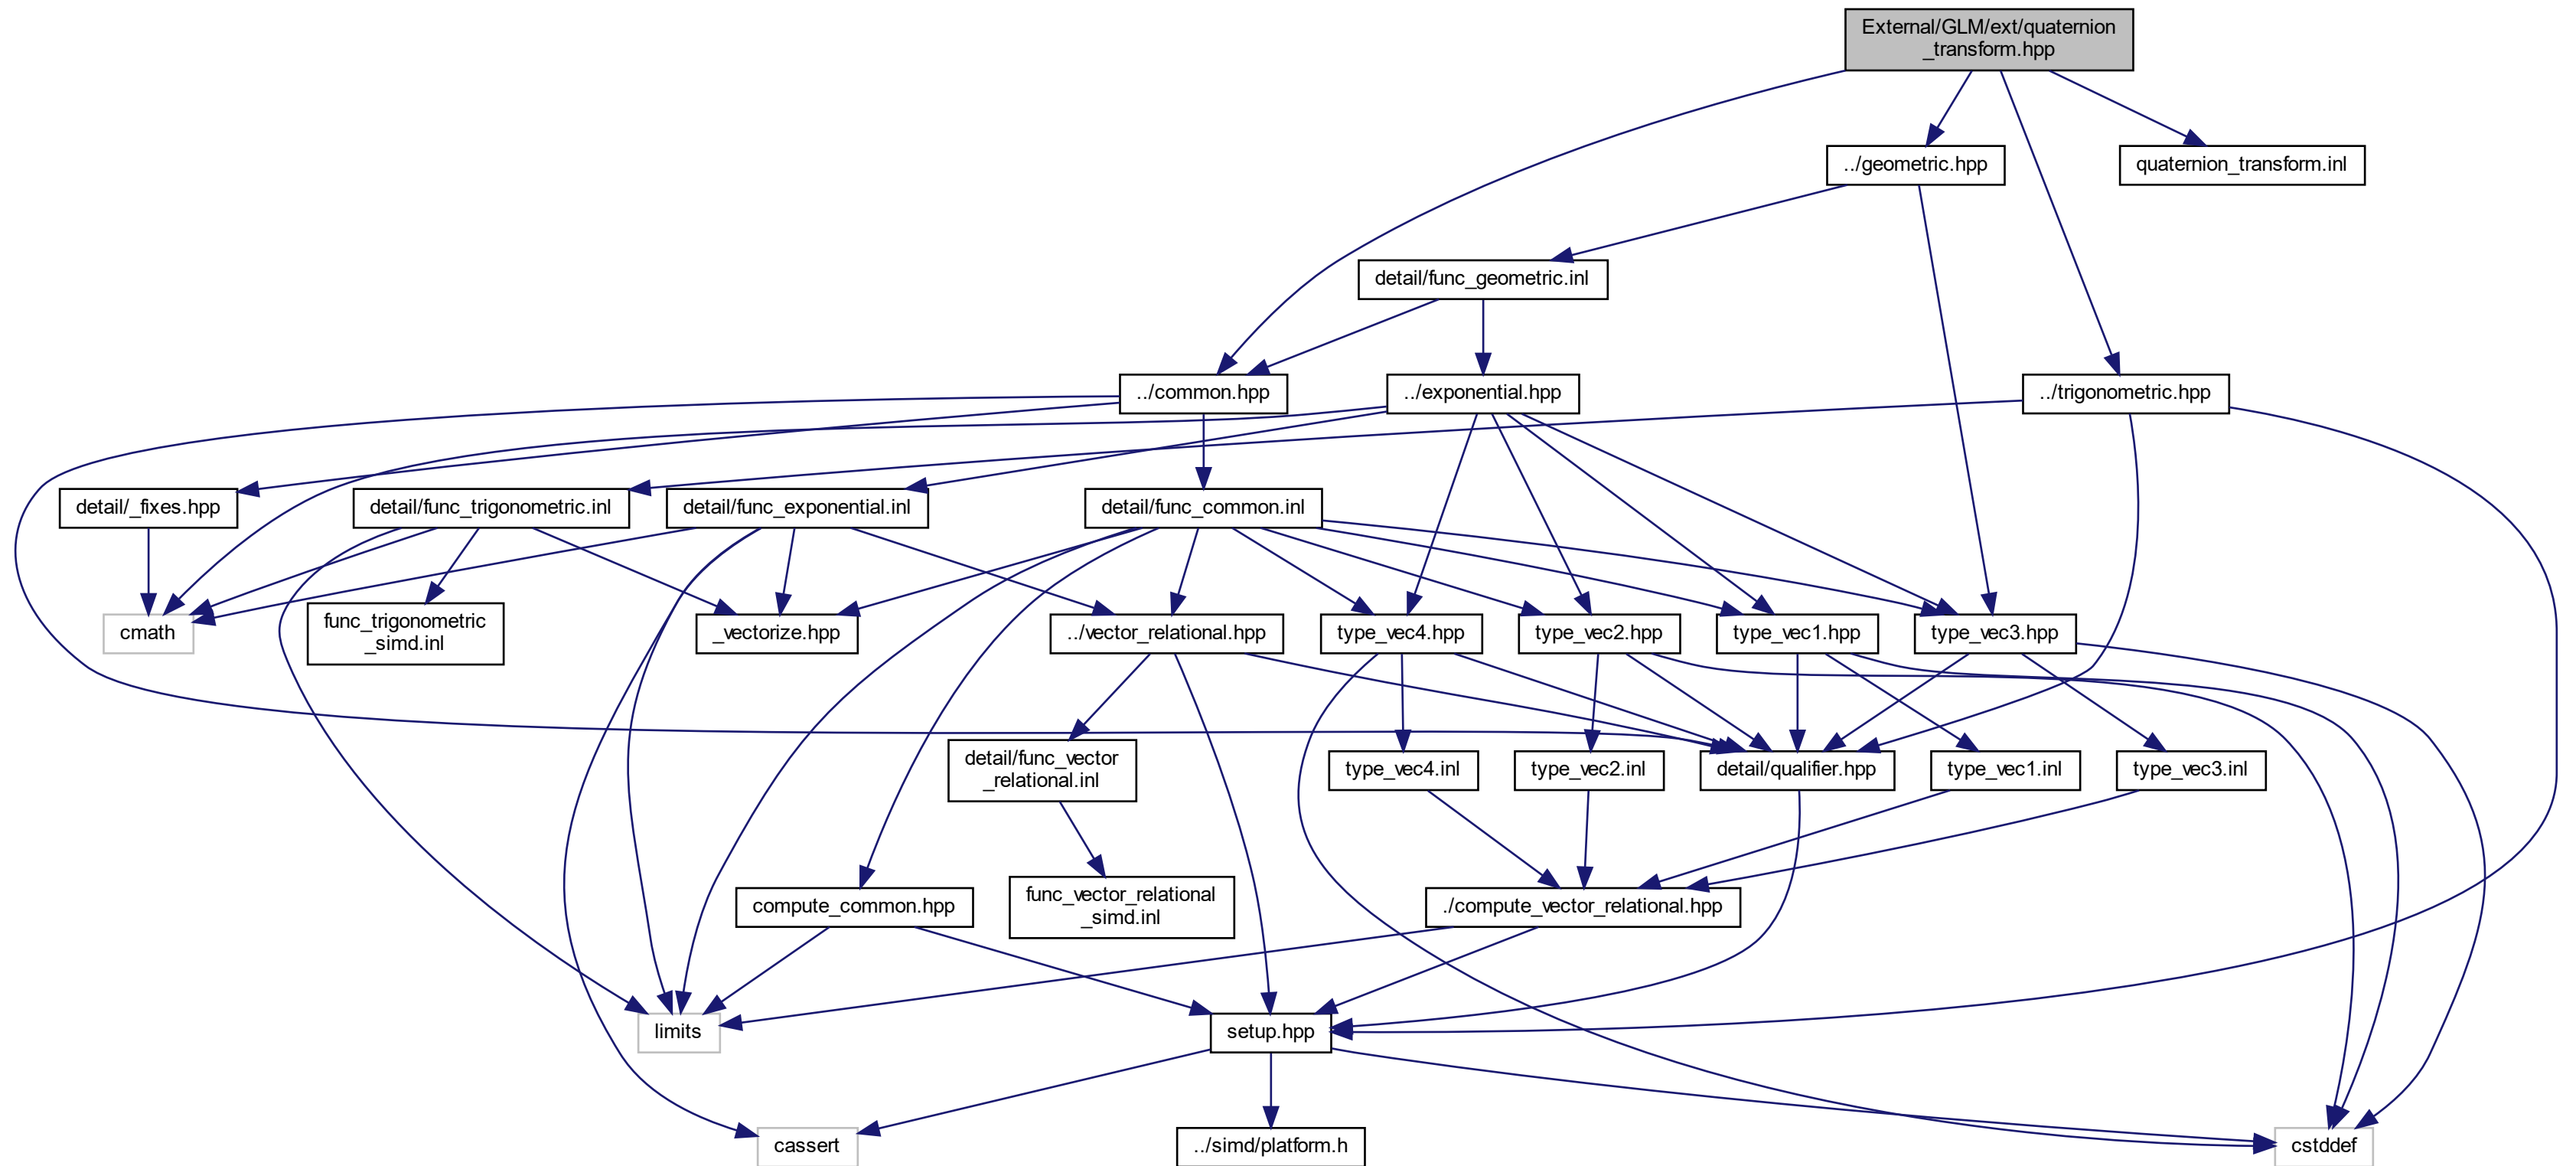 External/GLM/ext/quaternion
_transform.hpp
../geometric.hpp
quaternion_transform.inl
detail/func_geometric.inl
../common.hpp
../exponential.hpp
../trigonometric.hpp
detail/_fixes.hpp
detail/func_trigonometric.inl
detail/func_exponential.inl
detail/func_common.inl
cmath
func_trigonometric
_simd.inl
_vectorize.hpp
../vector_relational.hpp
type_vec4.hpp
type_vec2.hpp
type_vec1.hpp
type_vec3.hpp
detail/func_vector
_relational.inl
type_vec4.inl
type_vec2.inl
detail/qualifier.hpp
type_vec1.inl
type_vec3.inl
compute_common.hpp
func_vector_relational
_simd.inl
./compute_vector_relational.hpp
limits
setup.hpp
cassert
../simd/platform.h
cstddef